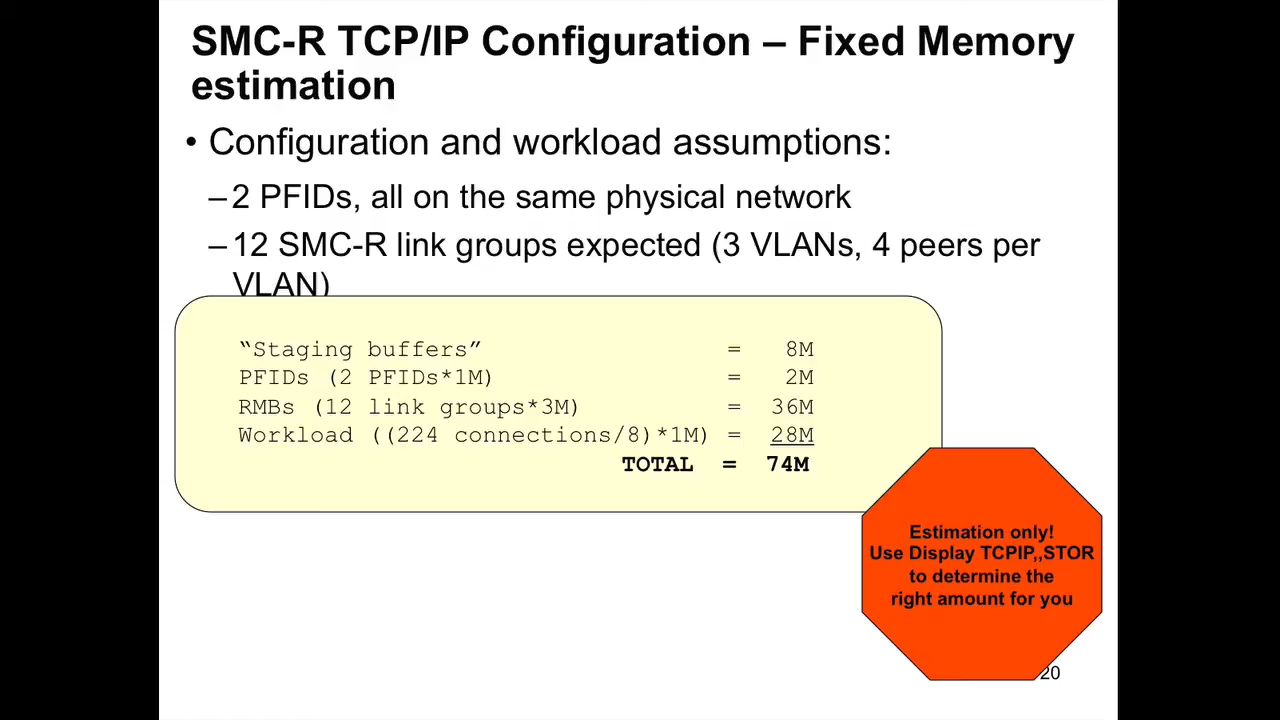 SMC-R TCP/IP Configuration – Fixed Memory
estimation
• Configuration and workload assumptions:
–2 PFIDs, all on the same physical network
–12 SMC-R link groups expected (3 VLANs, 4 peers per
VLAN)
“Staging buffers” = 8M
PFIDs (2 PFIDs*1M) = 2M
RMBs (12 link groups*3M) = 36M
Workload ((224 connections/8)*1M) = 28M
TOTAL = 74M
Estimation only!
Use Display TCPIP,,STOR
to determine the
right amount for you
20